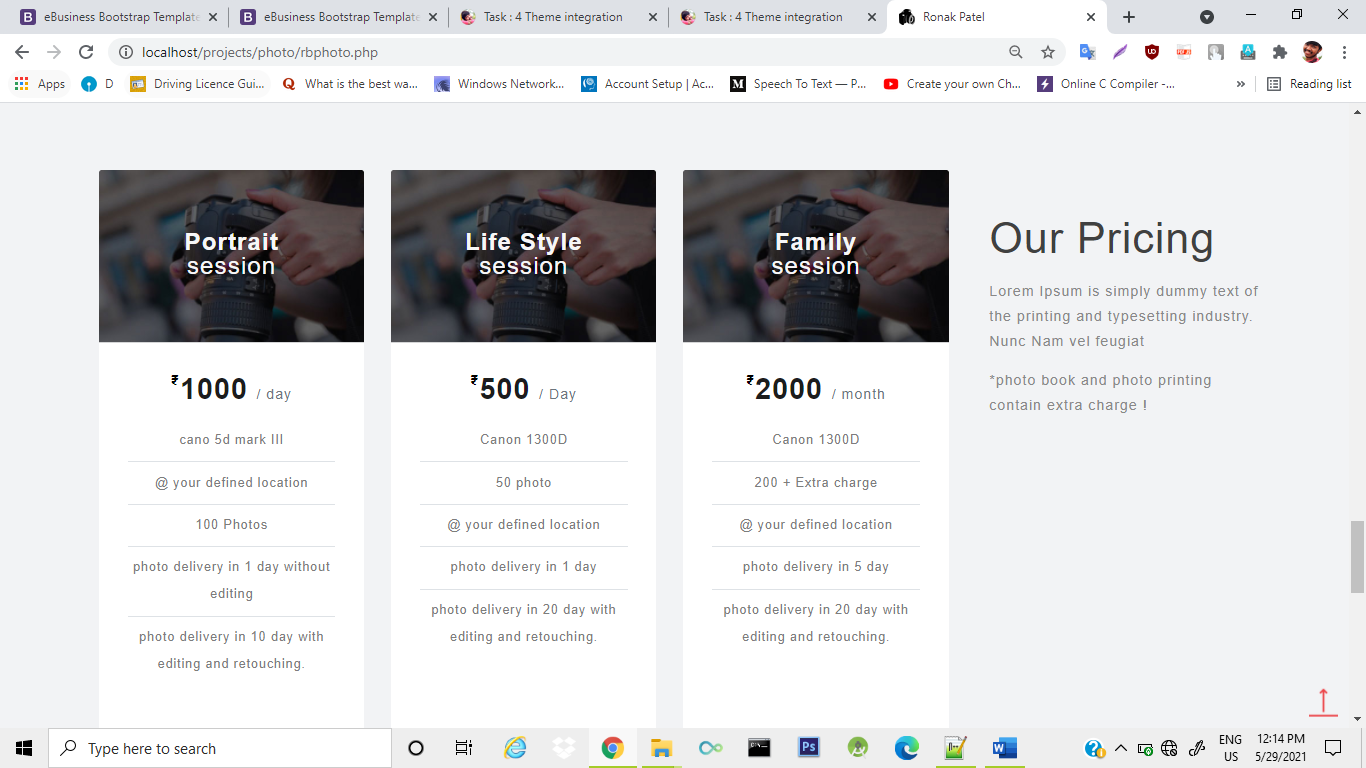 eBusiness Bootstrap Template
eBusiness Bootstrap Template
Task : 4 Theme integration
Task : 4 Theme integration
Ronak Patel
localhost/projects/photo/rbphoto.php
Apps
D
Driving Licence Gui...
What is the best wa...
Windows Network...
Account Setup | Ac...
Speech To Text — P...
Create your own Ch...
Online C Compiler -...
»
Reading list
Portrait
session
₹1000 / day
cano 5d mark III
@ your defined location
100 Photos
photo delivery in 1 day without
editing
photo delivery in 10 day with
editing and retouching.
Life Style
session
₹500 / Day
Canon 1300D
50 photo
@ your defined location
photo delivery in 1 day
photo delivery in 20 day with
editing and retouching.
Family
session
₹2000 / month
Canon 1300D
200 + Extra charge
@ your defined location
photo delivery in 5 day
photo delivery in 20 day with
editing and retouching.
Our Pricing
Lorem Ipsum is simply dummy text of
the printing and typesetting industry.
Nunc Nam vel feugiat
*photo book and photo printing
contain extra charge !
Type here to search
ENG
US
12:14 PM
5/29/2021